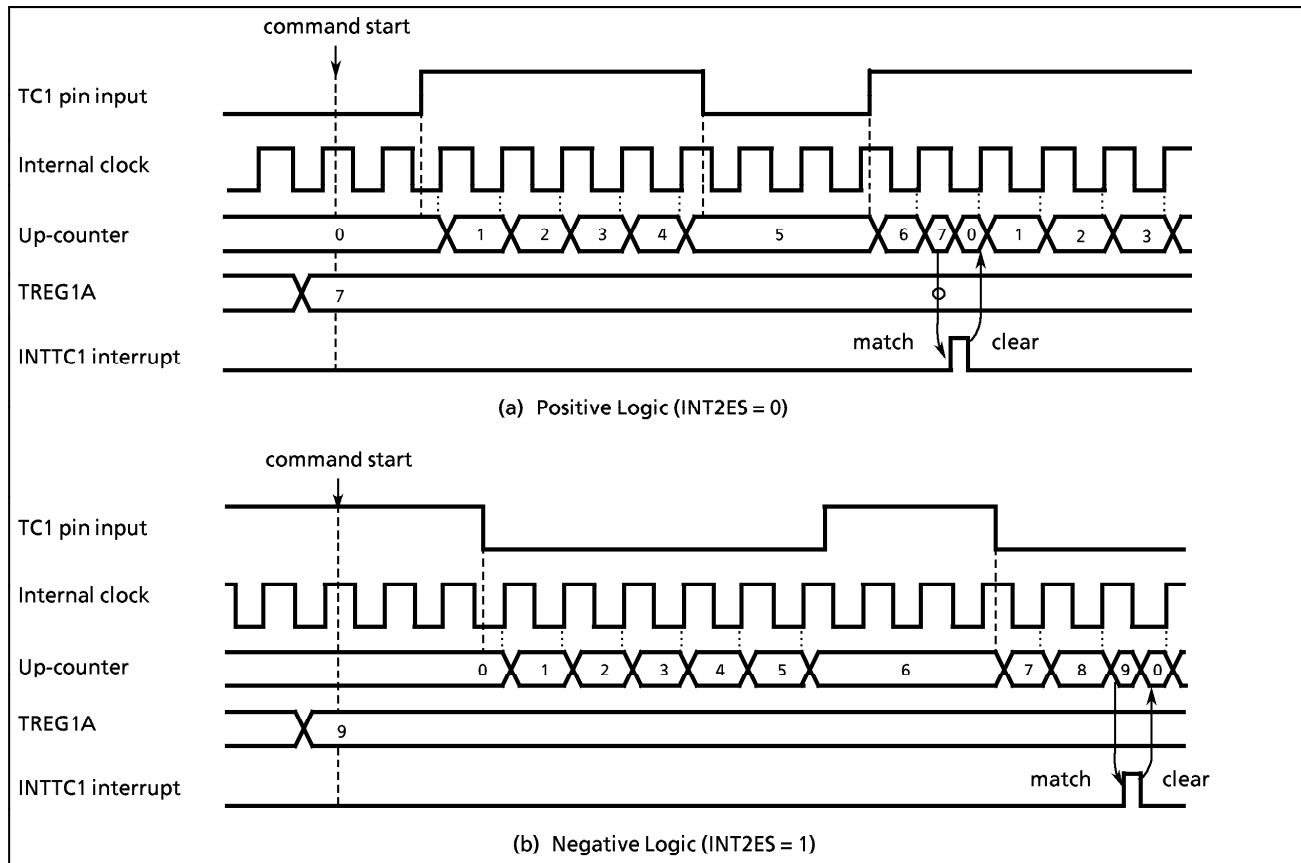 command start
TC1 pin input
Internal clock
Up-counter
0 1 2 3 4 5 6 7 0 1 2 3
TREG1A
7
match clear
INTTC1 interrupt
(a) Positive Logic (INT2ES = 0)
command start
TC1 pin input
Internal clock
Up-counter
0 1 2 3 4 5 6 7 8 9 0
TREG1A
9
match clear
INTTC1 interrupt
(b) Negative Logic (INT2ES = 1)